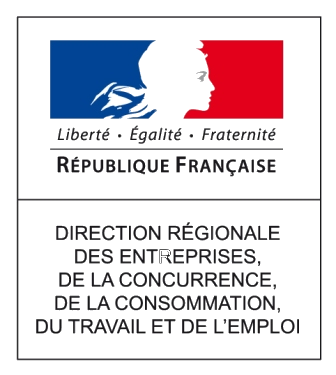 Liberté • Égalité • Fraternité
RÉPUBLIQUE FRANÇAISE
DIRECTION RÉGIONALE
DES ENTREPRISES,
DE LA CONCURRENCE,
DE LA CONSOMMATION,
DU TRAVAIL ET DE L'EMPLOI